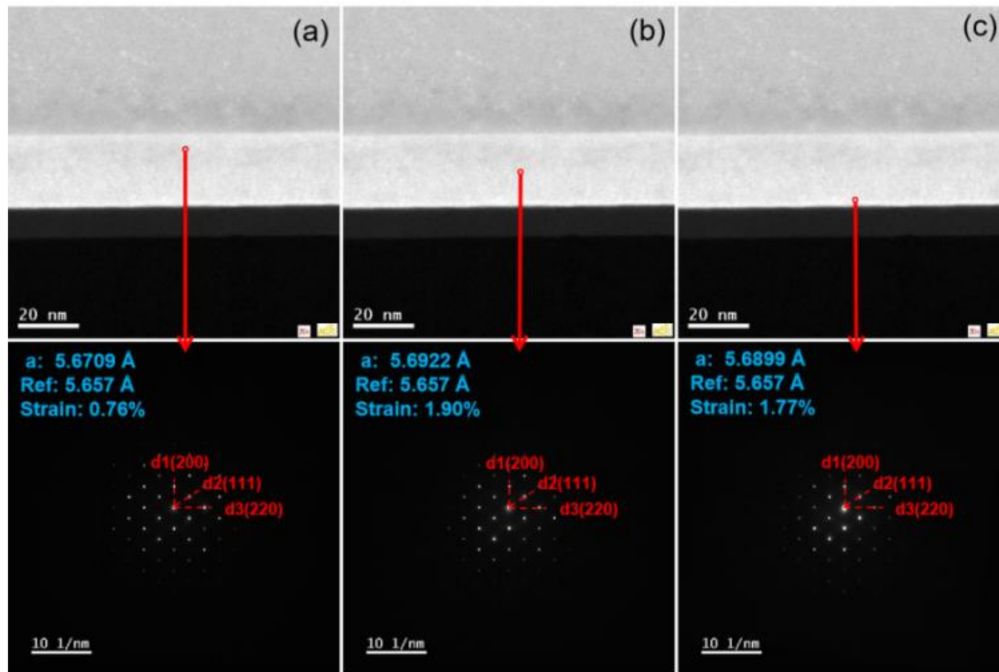 (a)
(b)
(c)
20 nm
20 nm
20 nm
a: 5.6709 Å
Ref: 5.657 Å
Strain: 0.76%
d1(200)
d2(111)
d3(220)
10 1/nm
a: 5.6922 Å
Ref: 5.657 Å
Strain: 1.90%
d1(200)
d2(111)
d3(220)
10 1/nm
a: 5.6899 Å
Ref: 5.657 Å
Strain: 1.77%
d1(200)
d2(111)
d3(220)
10 1/nm